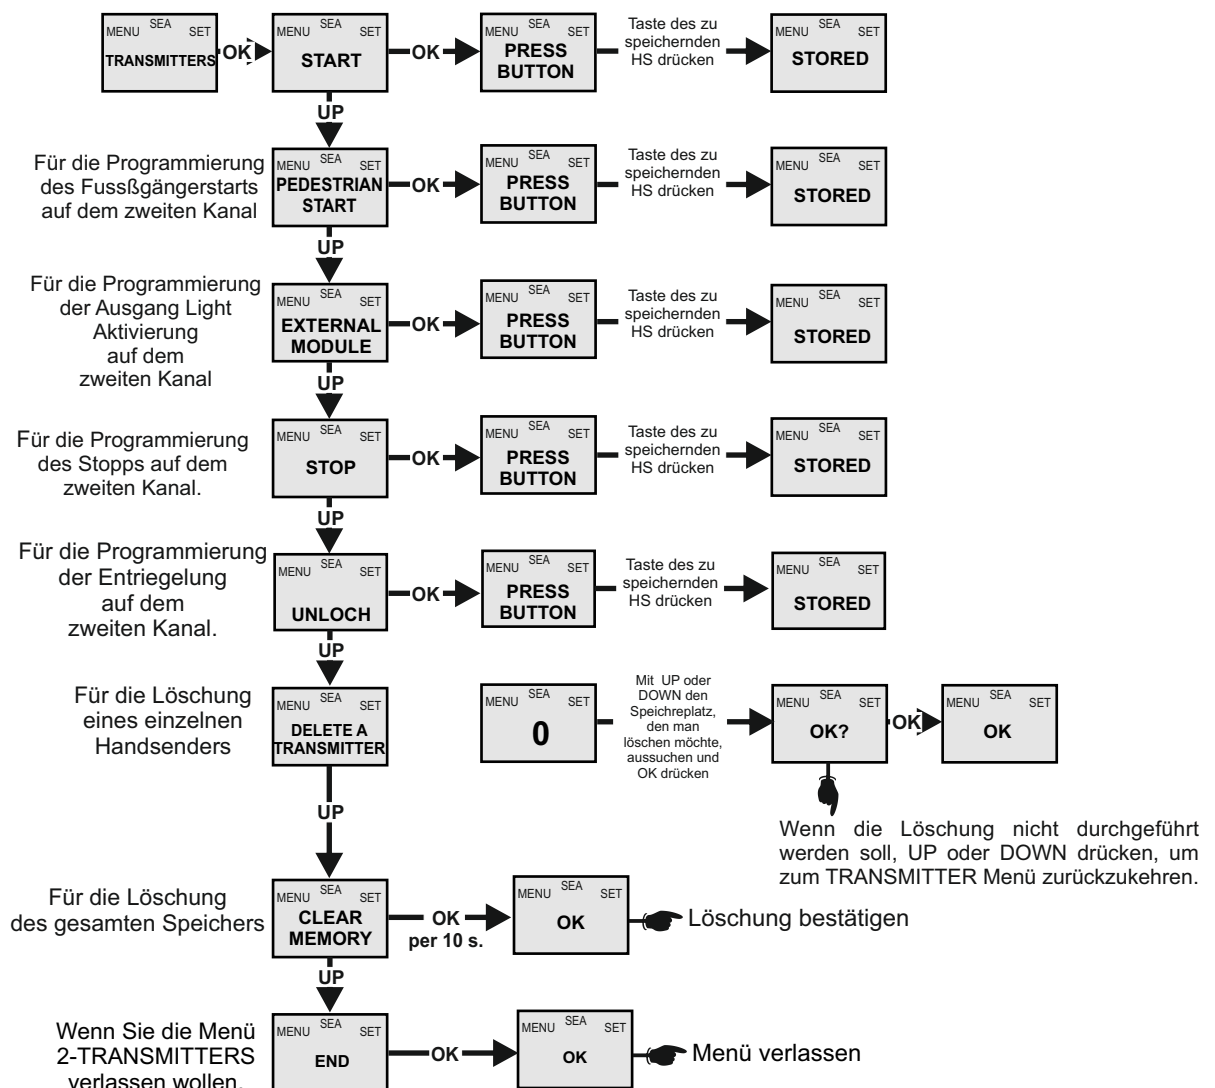 MENU SEA SET
TRANSMITTERS
OK
MENU SEA SET
START
OK
MENU SEA SET
PRESS
BUTTON
Taste des zu
speichernden
HS drücken
MENU SEA SET
STORED
UP
Für die Programmierung
des Fussßgängerstarts
auf dem zweiten Kanal
MENU SEA SET
PEDESTRIAN
START
OK
MENU SEA SET
PRESS
BUTTON
Taste des zu
speichernden
HS drücken
MENU SEA SET
STORED
UP
Für die Programmierung
der Ausgang Light
Aktivierung
auf dem
zweiten Kanal
MENU SEA SET
EXTERNAL
MODULE
OK
MENU SEA SET
PRESS
BUTTON
Taste des zu
speichernden
HS drücken
MENU SEA SET
STORED
UP
Für die Programmierung
des Stopps auf dem
zweiten Kanal.
MENU SEA SET
STOP
OK
MENU SEA SET
PRESS
BUTTON
Taste des zu
speichernden
HS drücken
MENU SEA SET
STORED
UP
Für die Programmierung
der Entriegelung
auf dem
zweiten Kanal.
MENU SEA SET
UNLOCH
OK
MENU SEA SET
PRESS
BUTTON
Taste des zu
speichernden
HS drücken
MENU SEA SET
STORED
UP
Für die Löschung
eines einzelnen
Handsenders
MENU SEA SET
DELETE A
TRANSMITTER
MENU SEA SET
0
Mit UP oder
DOWN den
Speichreplatz,
den man
löschen möchte,
aussuchen und
OK drücken
MENU SEA SET
OK?
OK
MENU SEA SET
OK
Wenn die Löschung nicht durchgeführt
werden soll, UP oder DOWN drücken, um
zum TRANSMITTER Menü zurückzukehren.
UP
Für die Löschung
des gesamten Speichers
MENU SEA SET
CLEAR
MEMORY
OK
per 10 s.
MENU SEA SET
OK
Löschung bestätigen
UP
Wenn Sie die Menü
2-TRANSMITTERS
verlassen wollen.
MENU SEA SET
END
OK
MENU SEA SET
OK
Menü verlassen